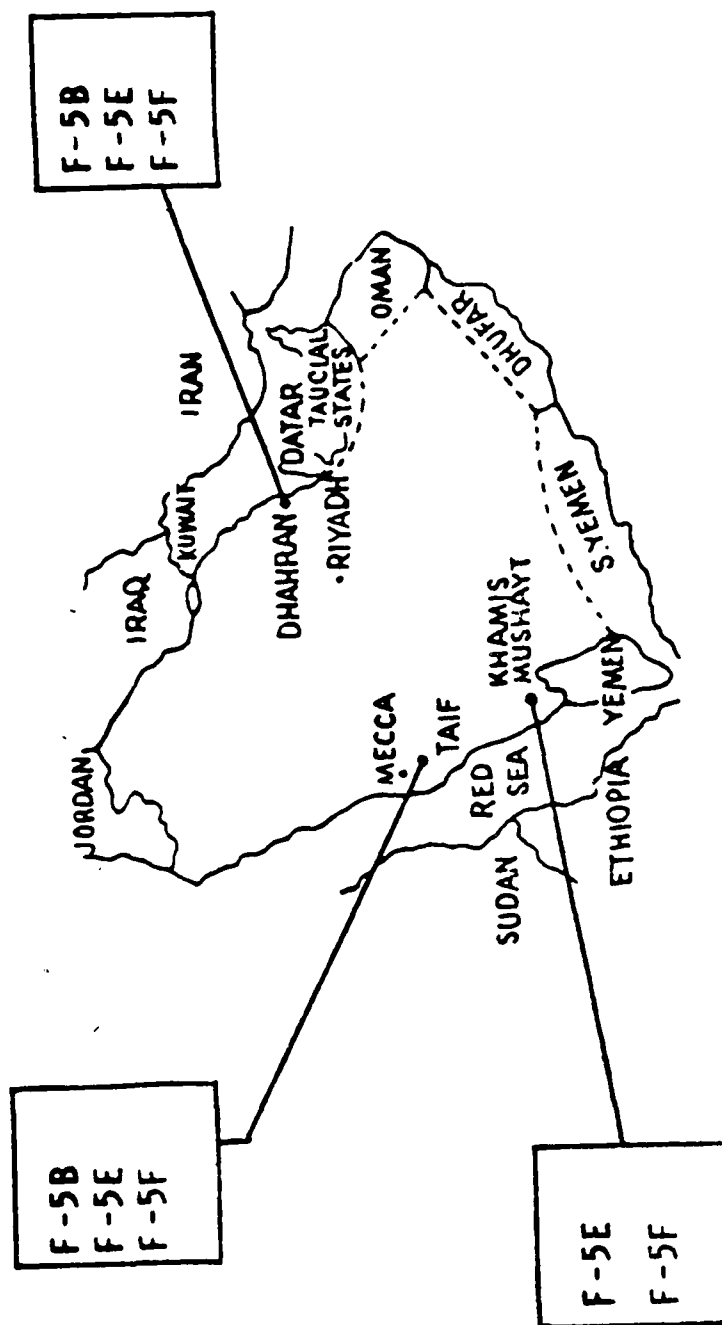 F-5B
F-5E
F-5F
F-5B
F-5E
F-5F
JORDAN
IRAQ
KUWAIT
IRAN
DHAHRAN
DATAR
TAUCIAL
STATES
•RIYADH
OMAN
MECCA
TAIF
RED
SEA
KHAMIS
MUSHAYT
DHUFAR
SUDAN
ETHIOPIA
YEMEN
S.YEMEN
F-5E
F-5F